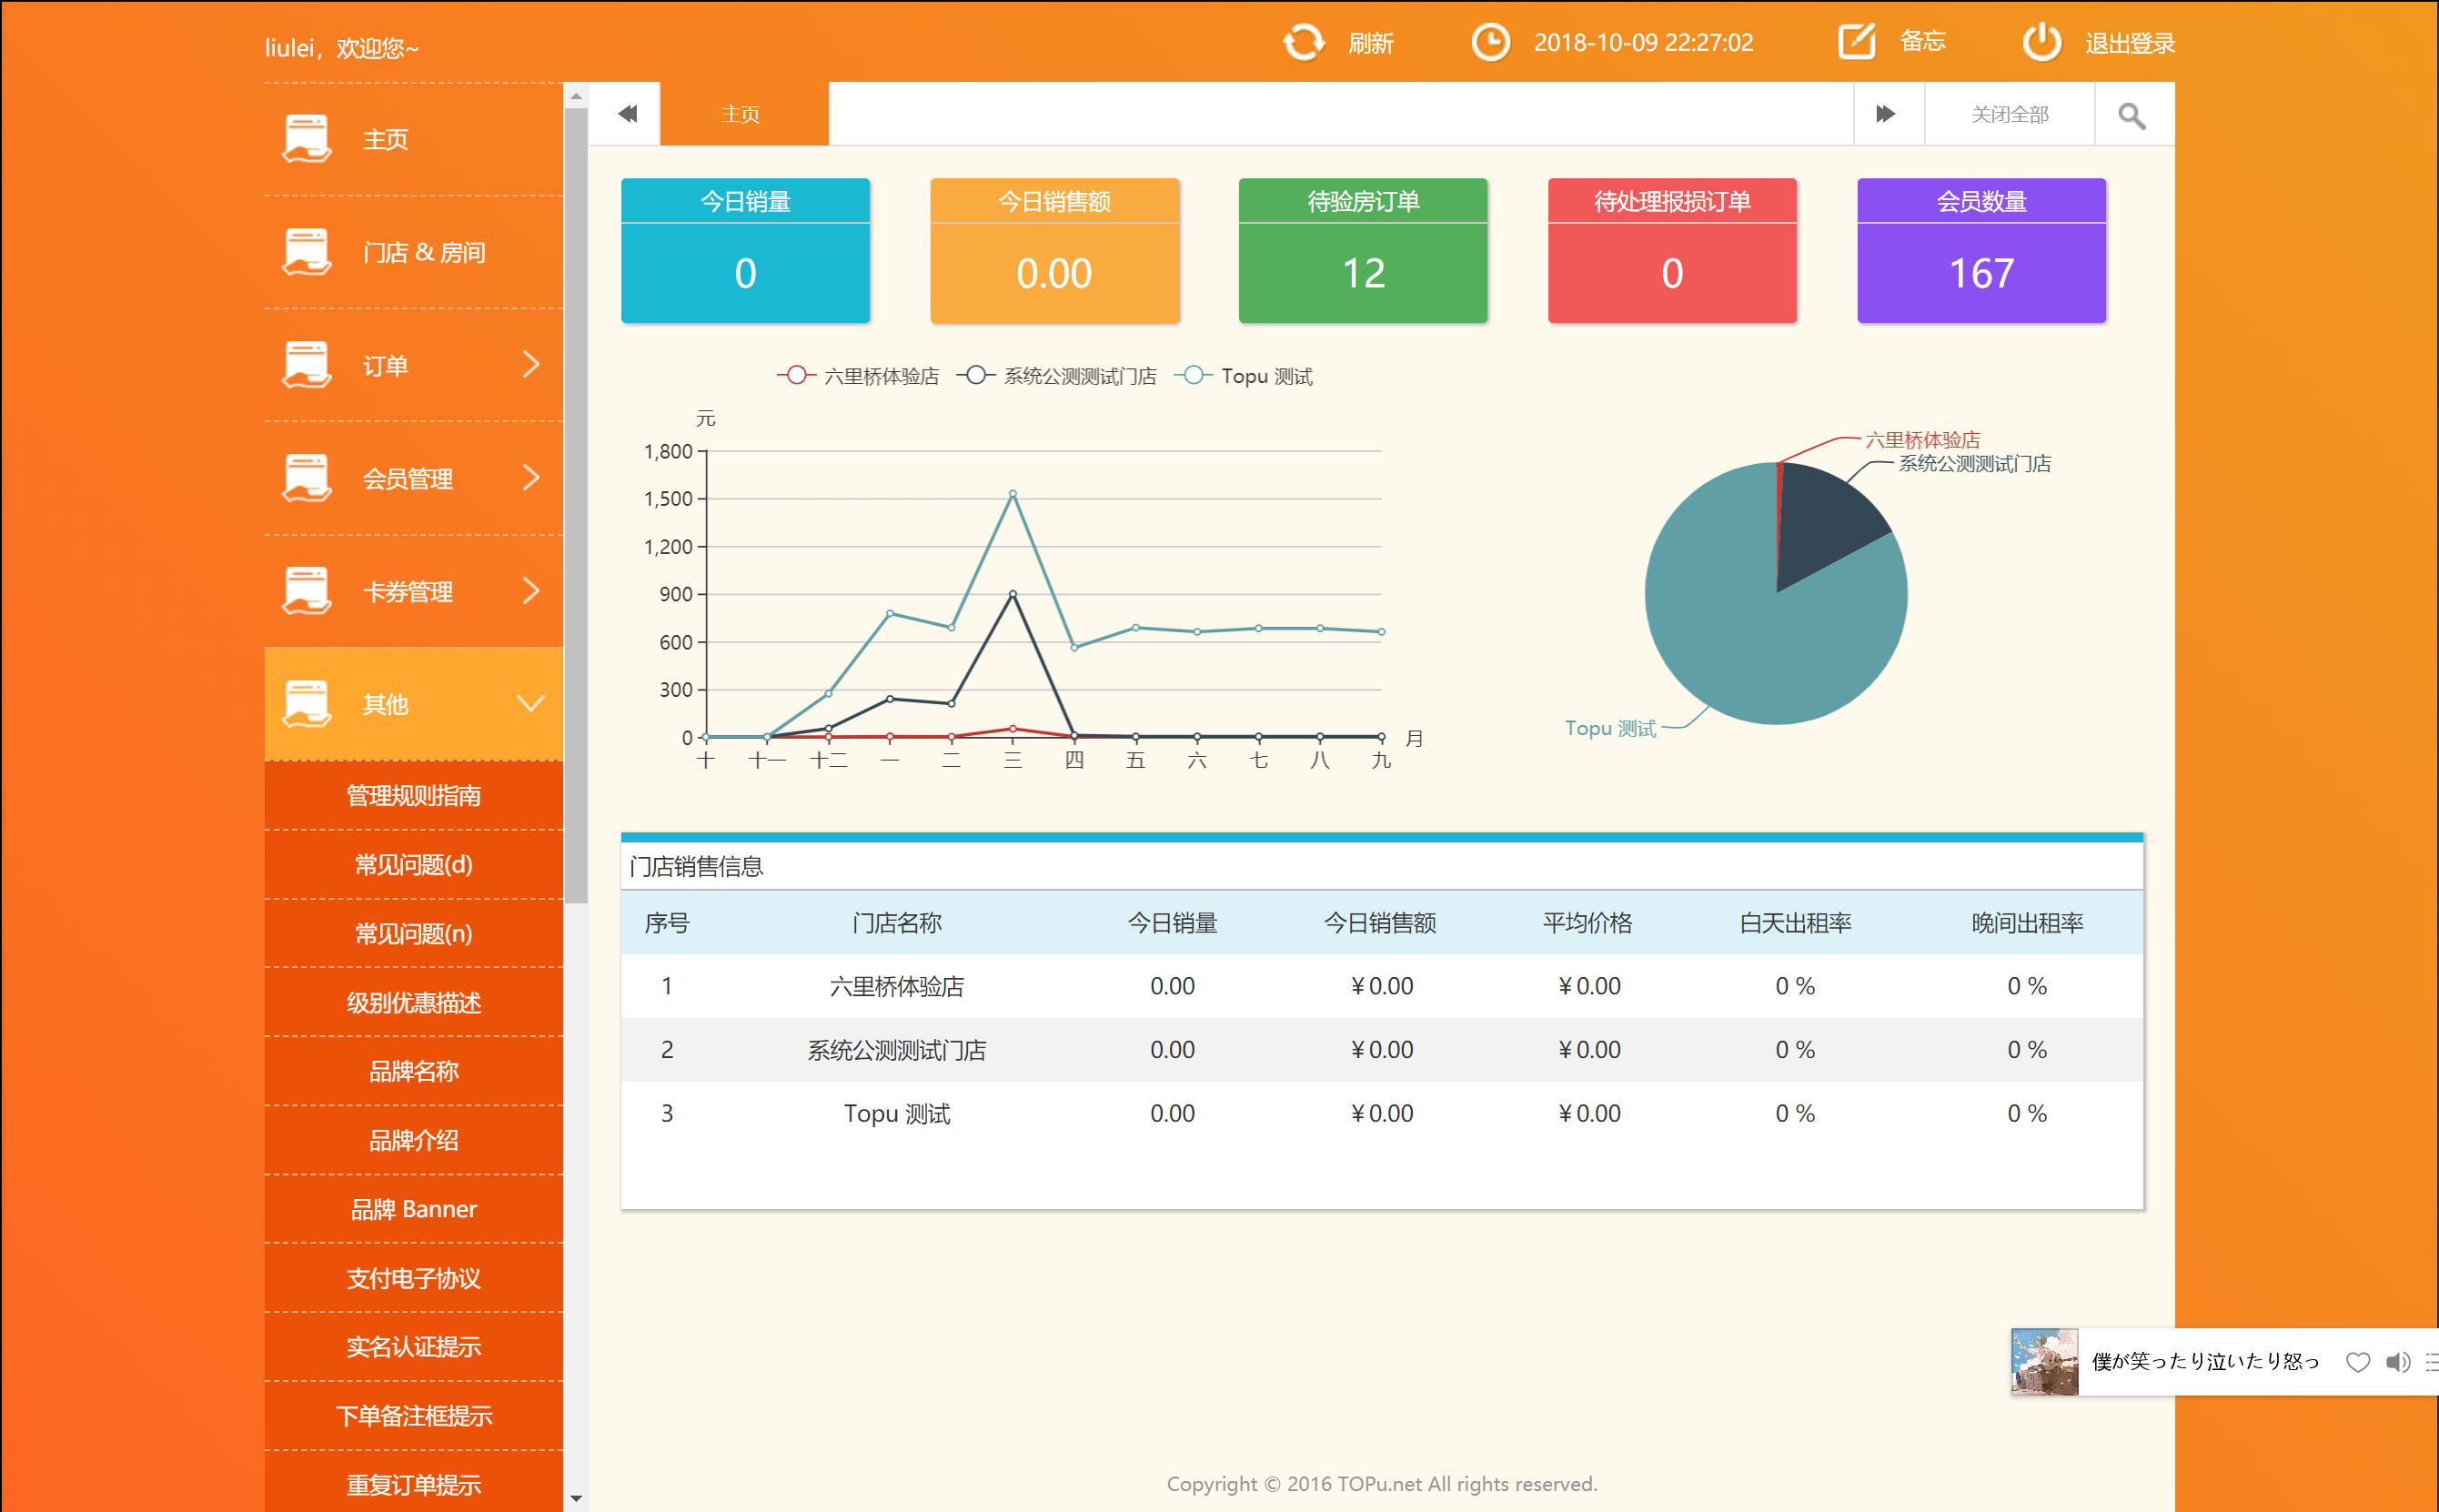 liulei，欢迎您~
刷新
2018-10-09 22:27:02
备忘
退出登录
主页
门店 & 房间
订单
会员管理
卡券管理
其他
管理规则指南
常见问题(d)
常见问题(n)
级别优惠描述
品牌名称
品牌介绍
品牌 Banner
支付电子协议
实名认证提示
下单备注框提示
重复订单提示
主页
关闭全部
今日销量
0
今日销售额
0.00
待验房订单
12
待处理报损订单
0
会员数量
167
六里桥体验店 系统公测测试门店 Topu 测试
元
1,800
1,500
1,200
900
600
300
0
十 十一 十二 一 二 三 四 五 六 七 八 九
月
六里桥体验店
系统公测测试门店
Topu 测试
门店销售信息
序号 门店名称 今日销量 今日销售额 平均价格 白天出租率 晚间出租率
1 六里桥体验店 0.00 ￥0.00 ￥0.00 0 % 0 %
2 系统公测测试门店 0.00 ￥0.00 ￥0.00 0 % 0 %
3 Topu 测试 0.00 ￥0.00 ￥0.00 0 % 0 %
僕が笑ったり泣いたり怒っ
Copyright © 2016 TOPu.net All rights reserved.